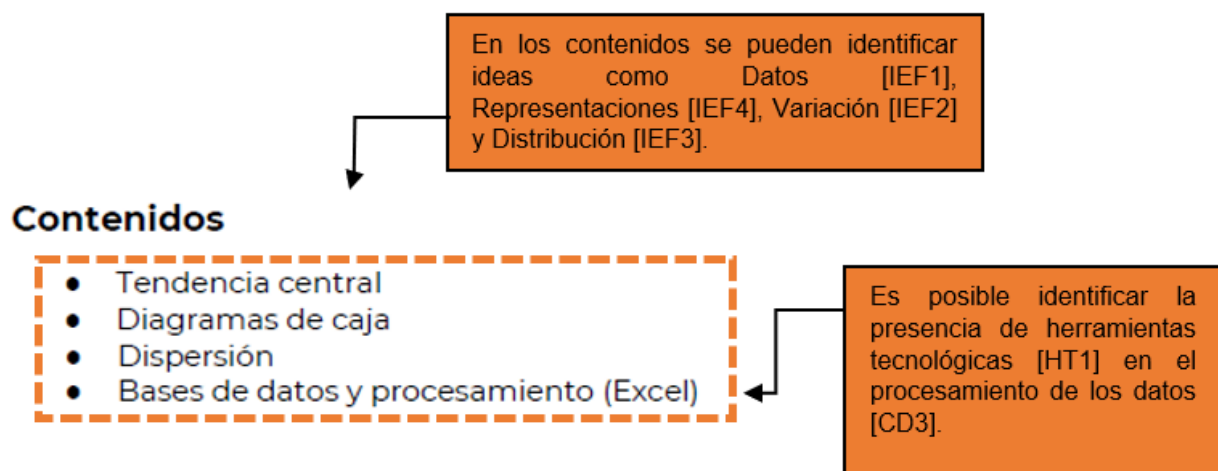 En los contenidos se pueden identificar
ideas como Datos [IEF1],
Representaciones [IEF4], Variación [IEF2]
y Distribución [IEF3].
Contenidos
● Tendencia central
● Diagramas de caja
● Dispersión
● Bases de datos y procesamiento (Excel)
Es posible identificar la
presencia de herramientas
tecnológicas [HT1] en el
procesamiento de los datos
[CD3].